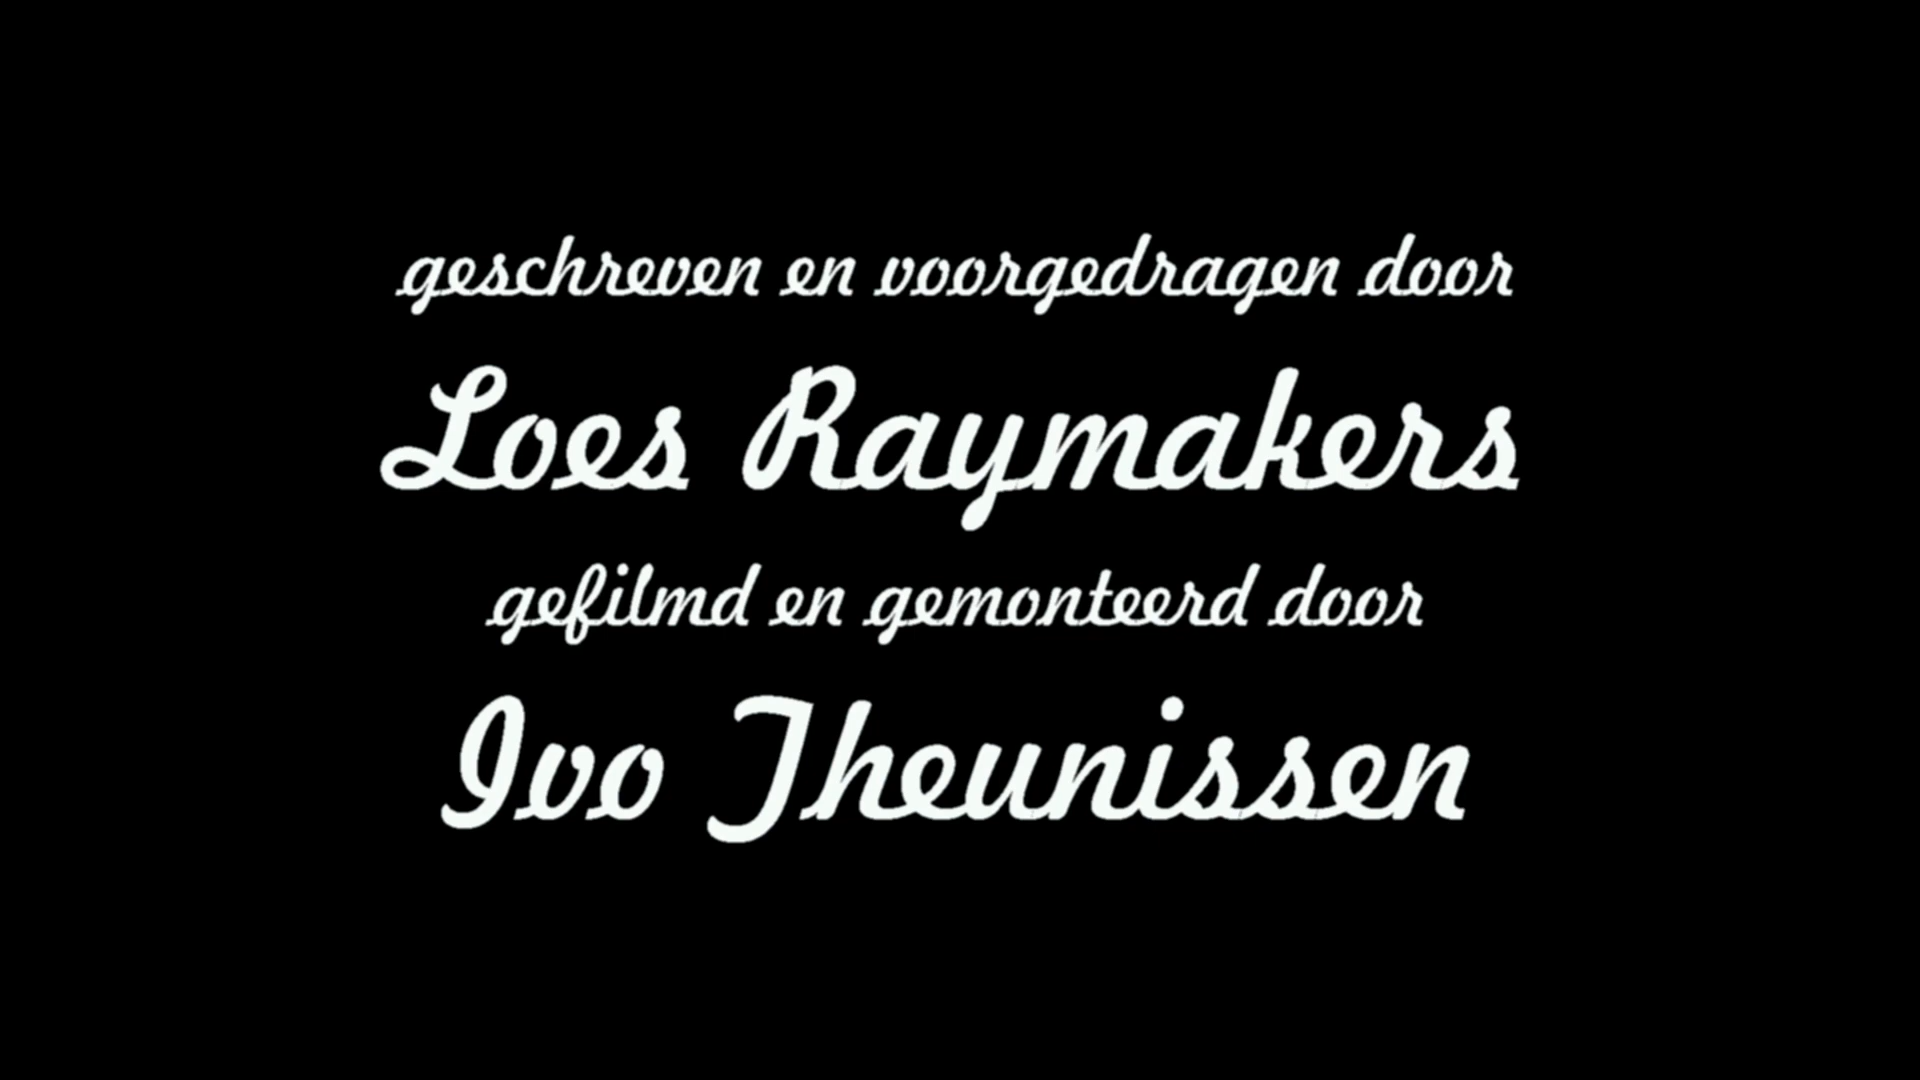 geschreven en voorgedragen door
Loes Raymakers
gefilmd en gemonteerd door
Ivo Theunissen